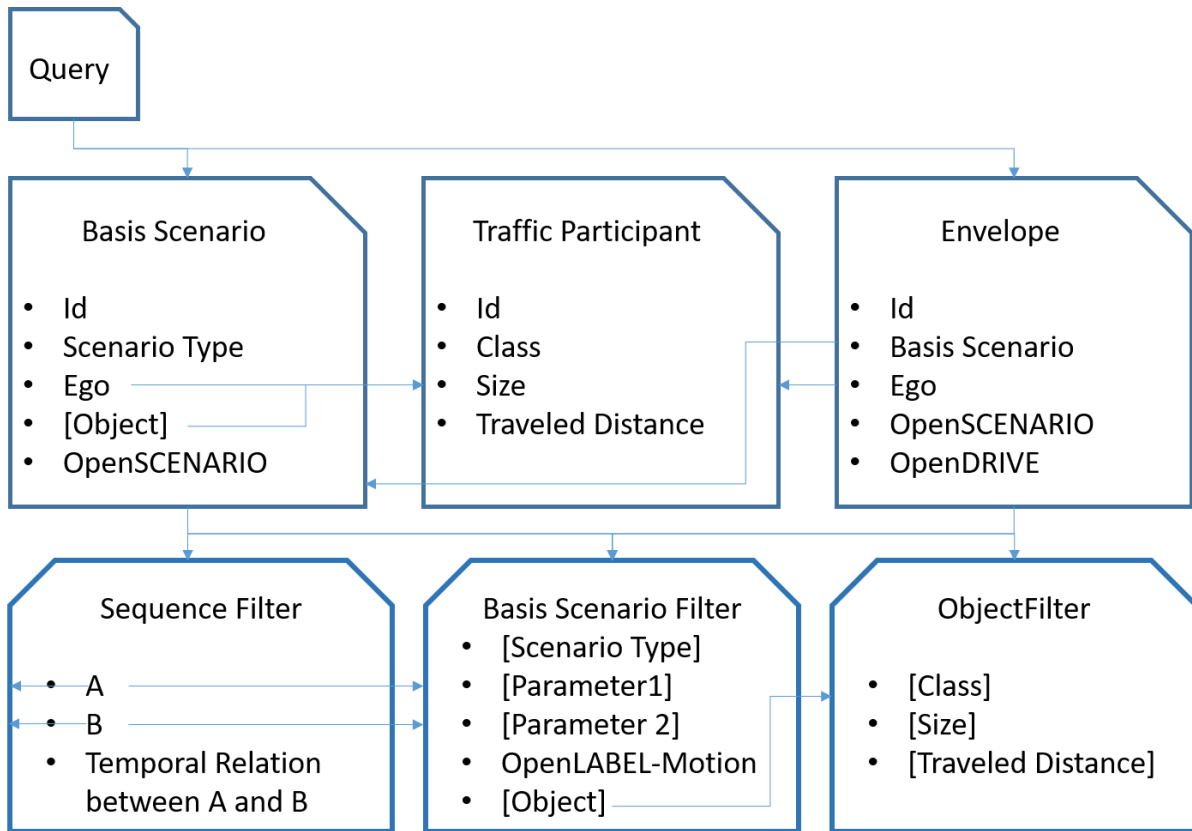 Query
Basis Scenario
• Id
• Scenario Type
• Ego
• [Object]
• OpenSCENARIO
Traffic Participant
• Id
• Class
• Size
• Traveled Distance
Envelope
• Id
• Basis Scenario
• Ego
• OpenSCENARIO
• OpenDRIVE
Sequence Filter
• A
• B
• Temporal Relation
between A and B
Basis Scenario Filter
• [Scenario Type]
• [Parameter1]
• [Parameter 2]
• OpenLABEL-Motion
• [Object]
ObjectFilter
• [Class]
• [Size]
• [Traveled Distance]